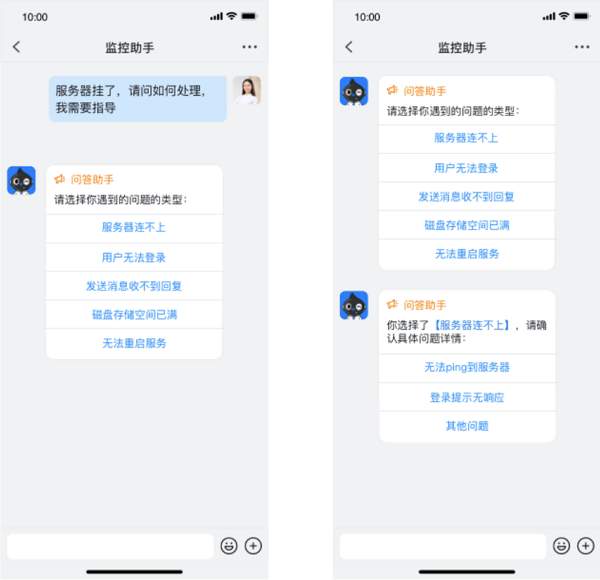 10:00
监控助手
服务器挂了，请问如何处理，
我需要指导
问答助手
请选择你遇到的问题的类型：
服务器连不上
用户无法登录
发送消息收不到回复
磁盘存储空间已满
无法重启服务
10:00
监控助手
问答助手
请选择你遇到的问题的类型：
服务器连不上
用户无法登录
发送消息收不到回复
磁盘存储空间已满
无法重启服务
问答助手
你选择了【服务器连不上】，请确
认具体问题详情：
无法ping到服务器
登录提示无响应
其他问题